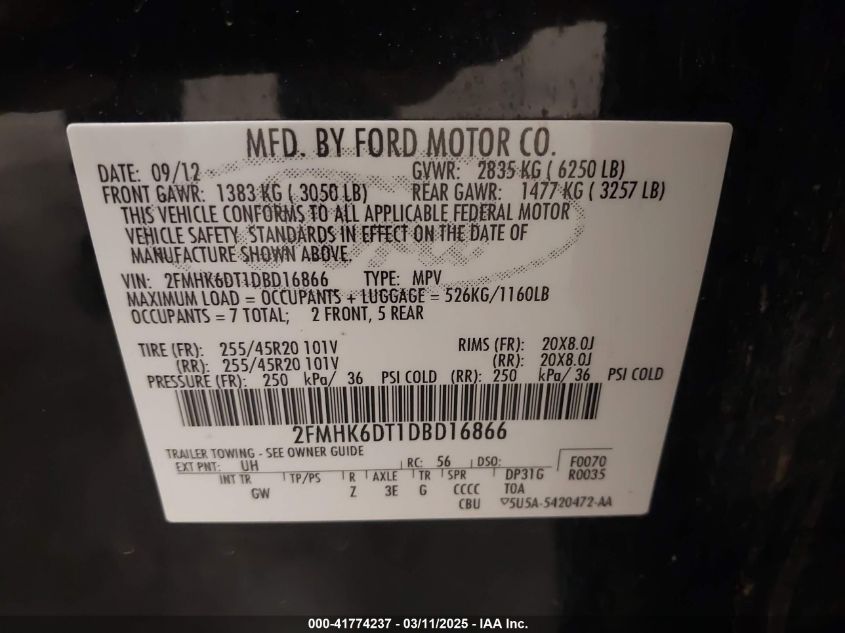 MFD. BY FORD MOTOR CO.
DATE: 09/12 GVWR: 2835 KG ( 6250 LB)
FRONT GAWR: 1383 KG ( 3050 LB) REAR GAWR: 1477 KG ( 3257 LB)
THIS VEHICLE CONFORMS TO ALL APPLICABLE FEDERAL MOTOR
VEHICLE SAFETY STANDARDS IN EFFECT ON THE DATE OF
MANUFACTURE SHOWN ABOVE.
VIN: 2FMHK6DT1DBD16866 TYPE: MPV
MAXIMUM LOAD = OCCUPANTS + LUGGAGE = 526KG/1160LB
OCCUPANTS = 7 TOTAL; 2 FRONT, 5 REAR
TIRE (FR): 255/45R20 101V RIMS (FR): 20X8.0J
(RR): 255/45R20 101V (RR): 20X8.0J
PRESSURE (FR): 250 kPa/ 36 PSI COLD (RR): 250 kPa/ 36 PSI COLD
2FMHK6DT1DBD16866
TRAILER TOWING - SEE OWNER GUIDE
EXT PNT: UH RC: 56 DSO: F0070
INT TR TP/PS R AXLE TR SPR DP31G R0035
GW Z 3E G CCCC TOA
CBU 5U5A-5420472-AA
000-41774237 - 03/11/2025 - IAA Inc.